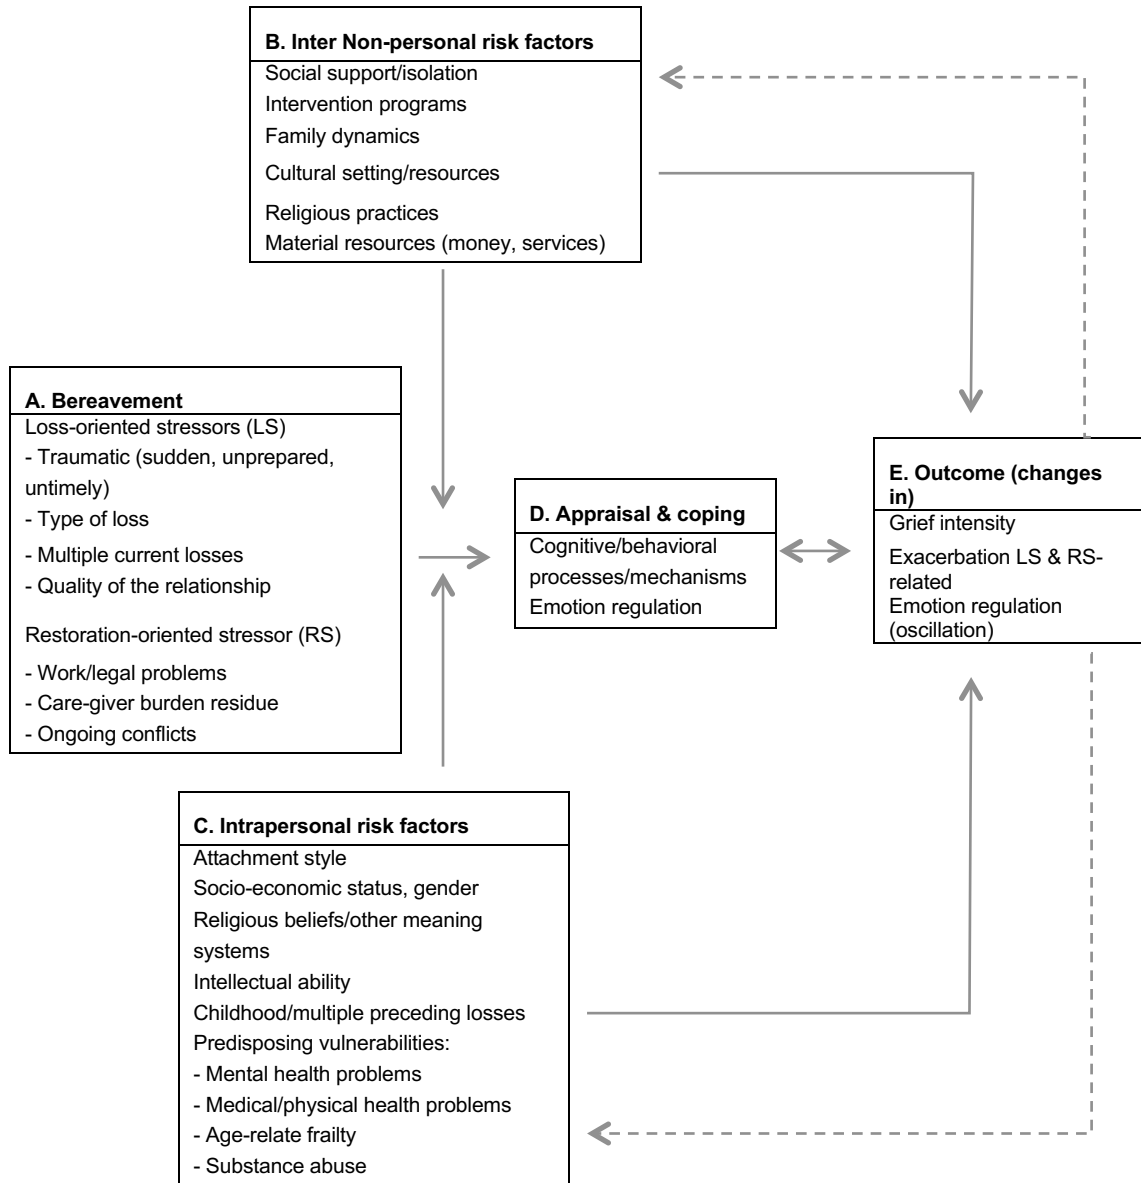 B. Inter Non-personal risk factors
Social support/isolation
Intervention programs
Family dynamics
Cultural setting/resources
Religious practices
Material resources (money, services)
A. Bereavement
Loss-oriented stressors (LS)
- Traumatic (sudden, unprepared,
untimely)
- Type of loss
- Multiple current losses
- Quality of the relationship
Restoration-oriented stressor (RS)
- Work/legal problems
- Care-giver burden residue
- Ongoing conflicts
D. Appraisal & coping
Cognitive/behavioral
processes/mechanisms
Emotion regulation
E. Outcome (changes
in)
Grief intensity
Exacerbation LS & RS-
related
Emotion regulation
(oscillation)
C. Intrapersonal risk factors
Attachment style
Socio-economic status, gender
Religious beliefs/other meaning
systems
Intellectual ability
Childhood/multiple preceding losses
Predisposing vulnerabilities:
- Mental health problems
- Medical/physical health problems
- Age-relate frailty
- Substance abuse